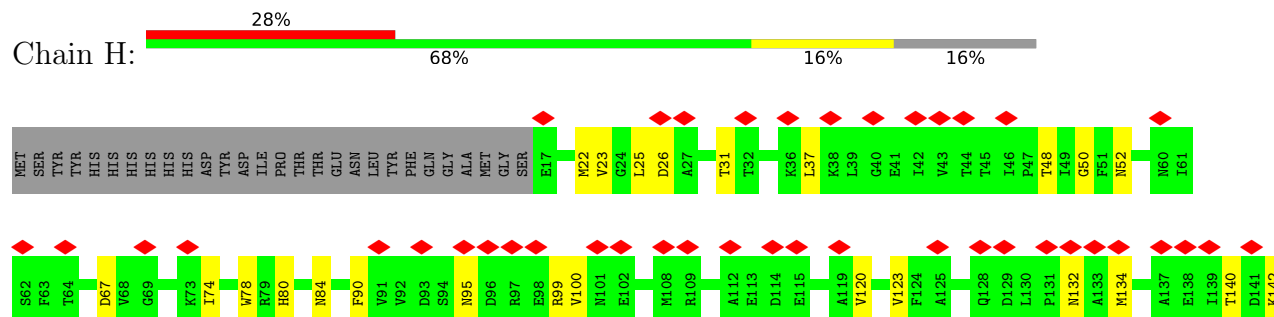 28%
Chain H:
68% 16% 16%
MET SER TYR TYR HIS HIS HIS HIS HIS HIS ASP TYR ASP ILE PRO THR THR GLU ASN LEU TYR PHE GLN GLY ALA MET GLY SER E17 M22 V23 G24 L25 D26 A27 T31 T32 K36 L37 K38 L39 G40 E41 I42 V43 T44 T45 I46 P47 T48 I49 G50 F51 N52 N60 I61
S62 F63 T64 D67 V68 G69 K73 I74 W78 R79 H80 N84 F90 V91 V92 D93 S94 N95 D96 R97 E98 R99 V100 N101 E102 M108 R109 A112 E113 D114 E115 A119 V120 V123 F124 A125 Q128 D129 L130 P131 N132 A133 M134 A137 E138 I139 T140 D141 K142